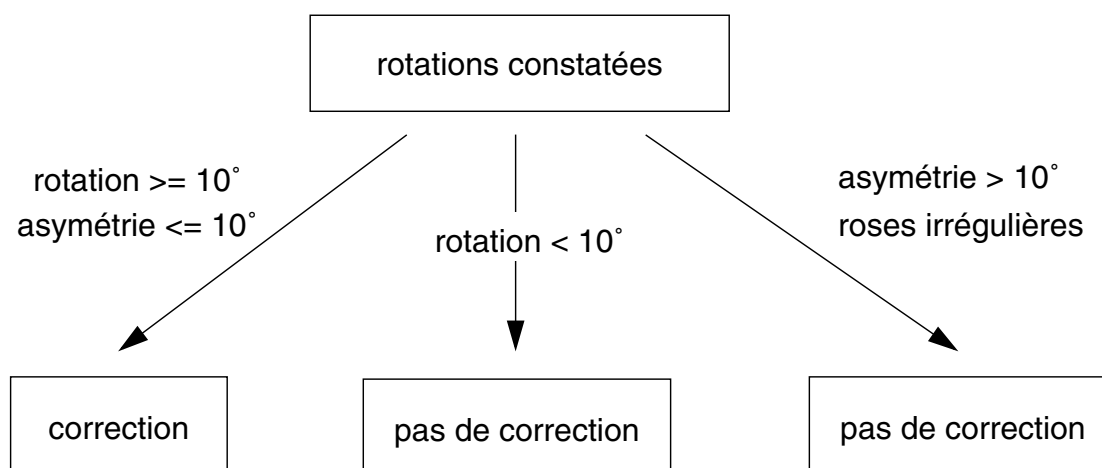 rotations constatées
rotation >= 10°
asymétrie <= 10°
rotation < 10°
asymétrie > 10°
roses irrégulières
correction
pas de correction
pas de correction